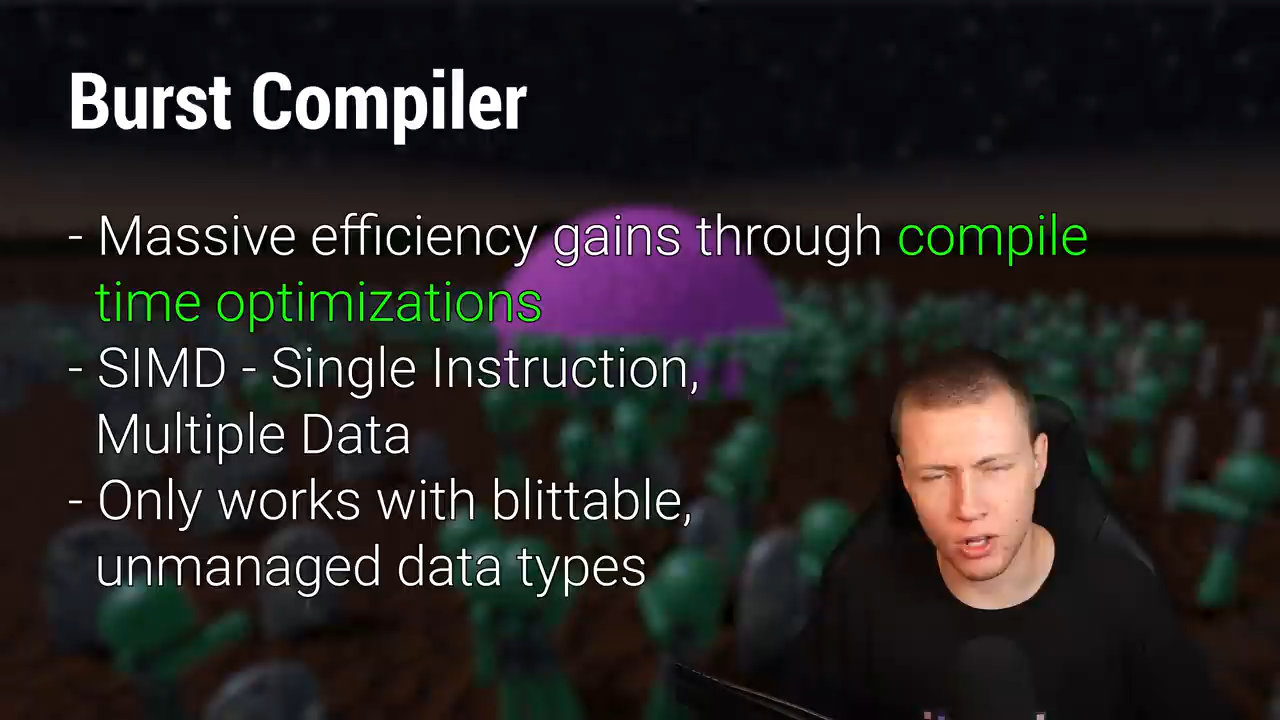 Burst Compiler
- Massive efficiency gains through compile
time optimizations
- SIMD - Single Instruction,
Multiple Data
- Only works with blittable,
unmanaged data types